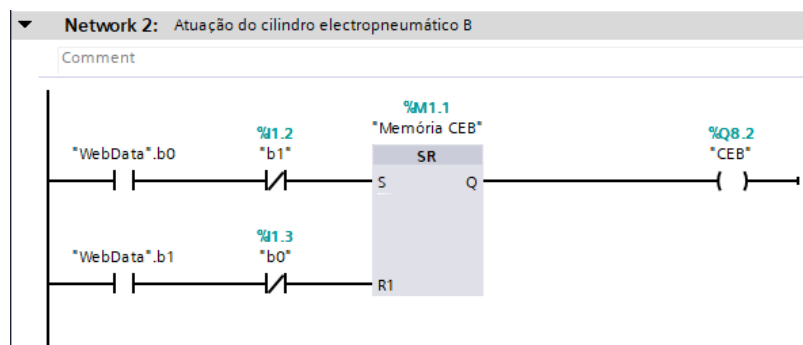 Network 2: Atuação do cilindro electropneumático B
Comment
%M1.1
"Memória CEB"
%I1.2
"b1"
"WebData".b0
SR
S
Q
%Q8.2
"CEB"
%I1.3
"b0"
"WebData".b1
R1